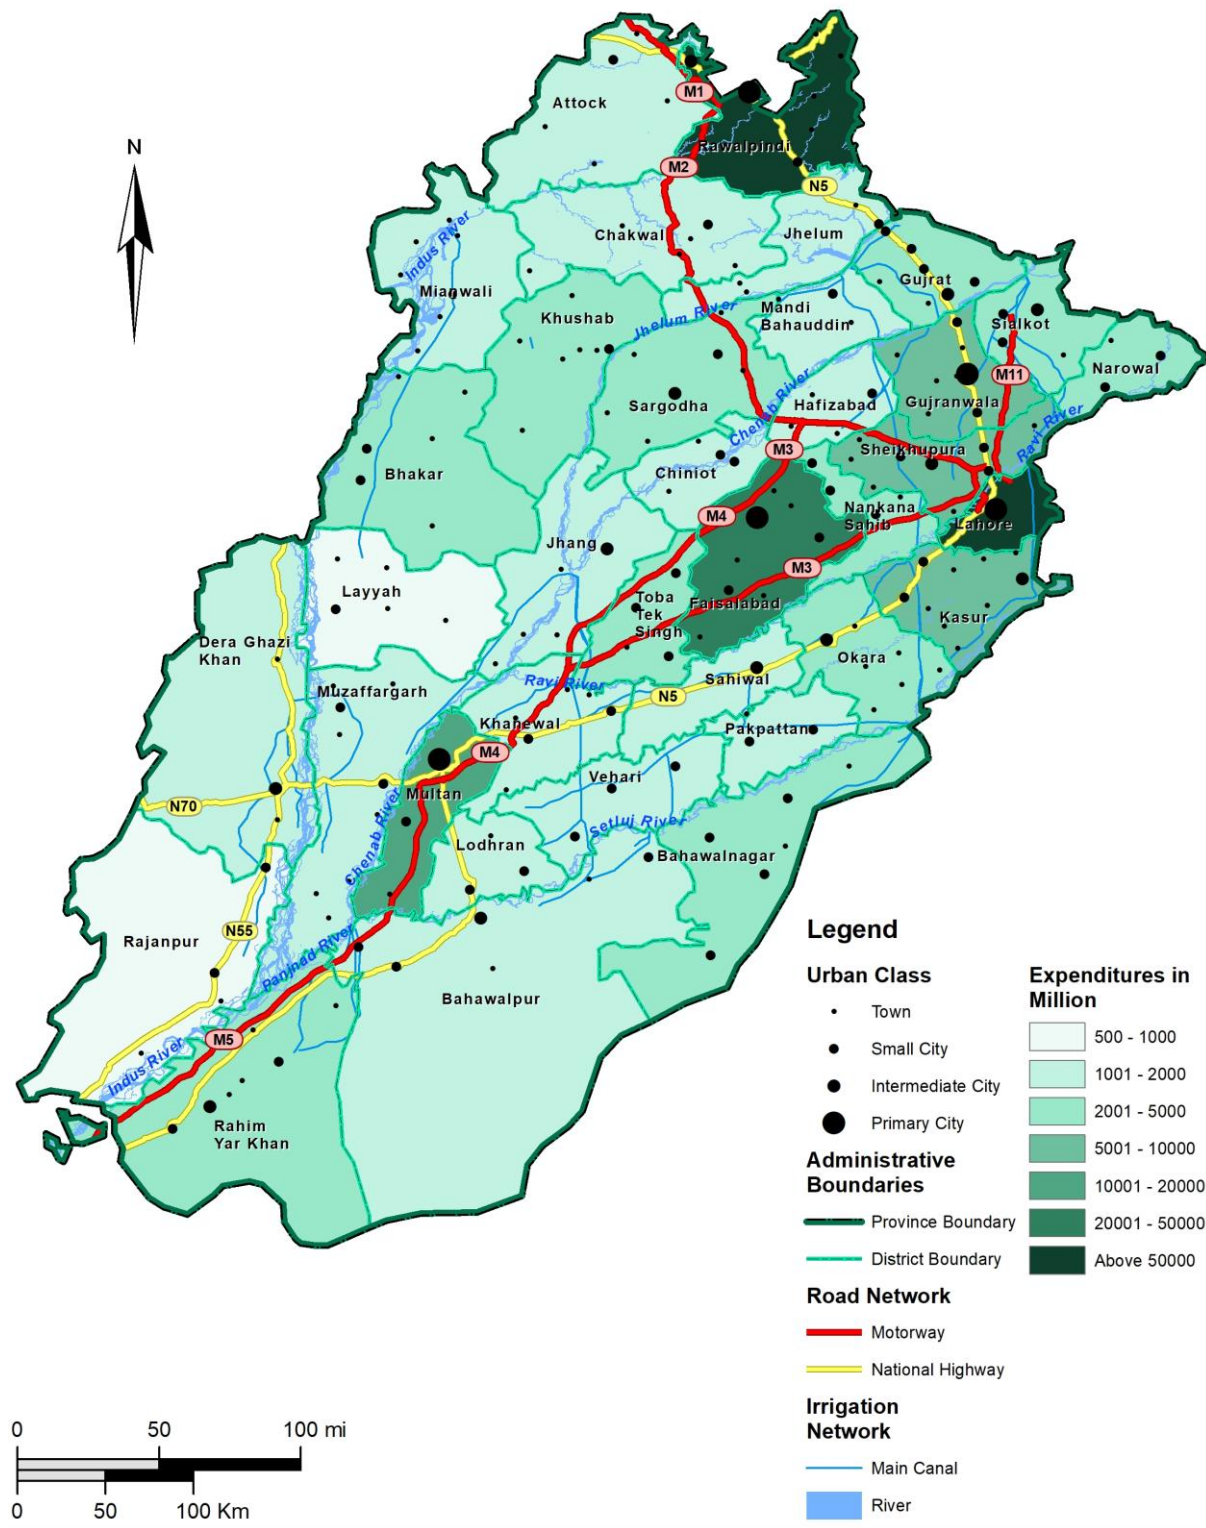 N
M1
Attock
Rawalpindi
M2
N5
Indus River
Chakwal
Jhelum
Mianwali
Gujrat
Khushab
Jhelum River
Mandi
Bahauddin
Sialkot
M11
Narowal
Sargodha
Chenab River
Hafizabad
Gujranwala
Ravi River
M3
Sheikhupura
Bhakar
Chiniot
M4
Nankana
Sahib
Lahore
Jhang
M3
Layyah
Toba
Tek
Singh
Faisalabad
Kasur
Dera Ghazi
Khan
Okara
Muzaffargarh
Ravi River
Sahiwal
N5
Khanewal
Pakpattan
M4
Vehari
N70
Multan
Chenab River
Setluj River
Lodhran
Bahawalnagar
N55
Rajanpur
Panjnad River
Bahawalpur
M5
Indus River
Rahim
Yar Khan
Legend
Urban Class
Town
Small City
Intermediate City
Primary City
Administrative
Boundaries
Province Boundary
District Boundary
Road Network
Motorway
National Highway
Irrigation
Network
Main Canal
River
Expenditures in
Million
500 - 1000
1001 - 2000
2001 - 5000
5001 - 10000
10001 - 20000
20001 - 50000
Above 50000
0 50 100 mi
0 50 100 Km